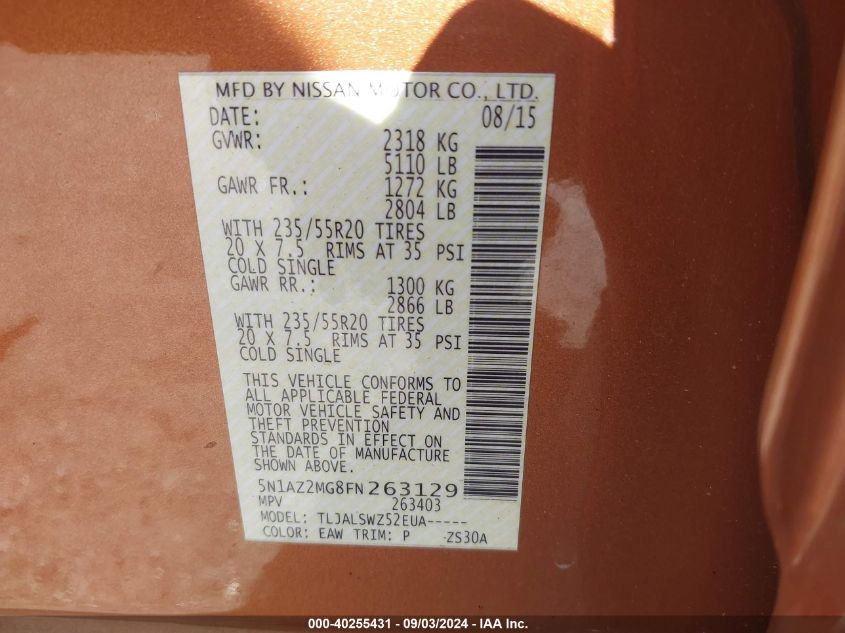 MFD BY NISSAN MOTOR CO., LTD.
DATE: 08/15
GVWR: 2318 KG
5110 LB
GAWR FR.: 1272 KG
2804 LB
WITH 235/55R20 TIRES
20 X 7.5 RIMS AT 35 PSI
COLD SINGLE
GAWR RR.: 1300 KG
2866 LB
WITH 235/55R20 TIRES
20 X 7.5 RIMS AT 35 PSI
COLD SINGLE
THIS VEHICLE CONFORMS TO
ALL APPLICABLE FEDERAL
MOTOR VEHICLE SAFETY AND
THEFT PREVENTION
STANDARDS IN EFFECT ON
THE DATE OF MANUFACTURE
SHOWN ABOVE.
5N1AZ2MG8FN263129
MPV 263403
MODEL: TLJALSWZ52EUA-----
COLOR: EAW TRIM: P ZS30A
000-40255431 - 09/03/2024 - IAA Inc.